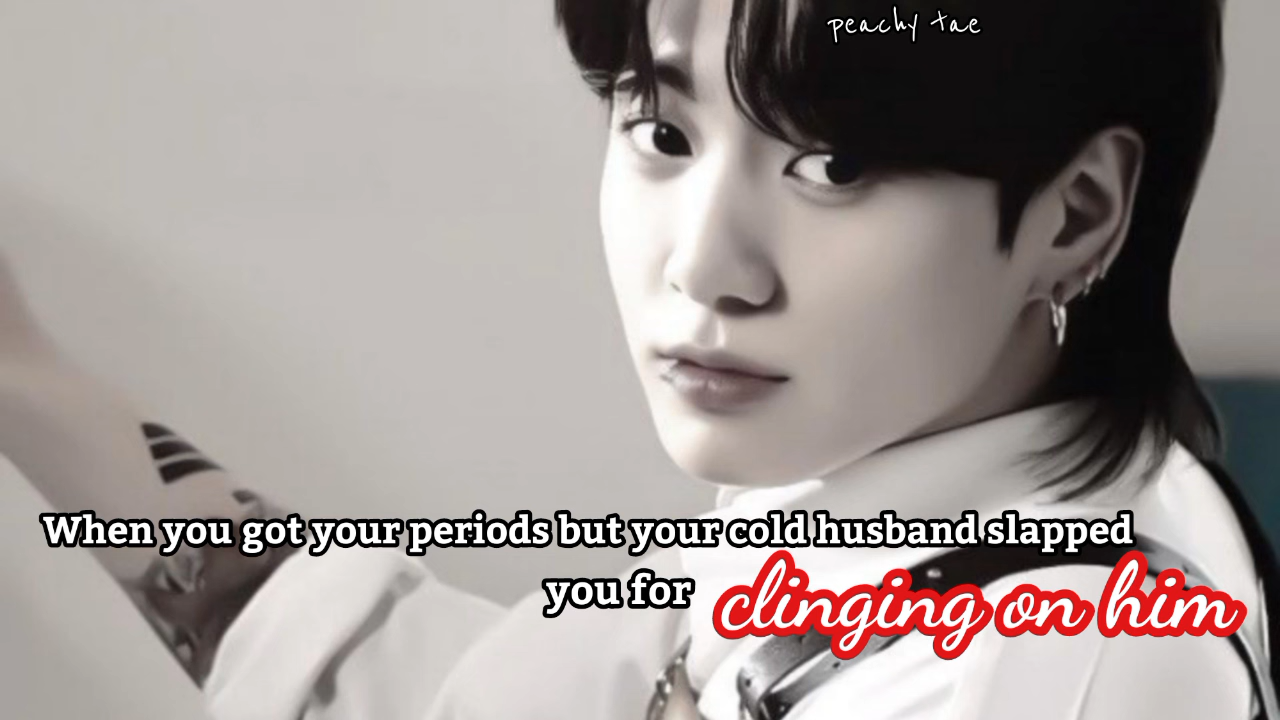 peachy tae
When you got your periods but your cold husband slapped
you for clinging on him